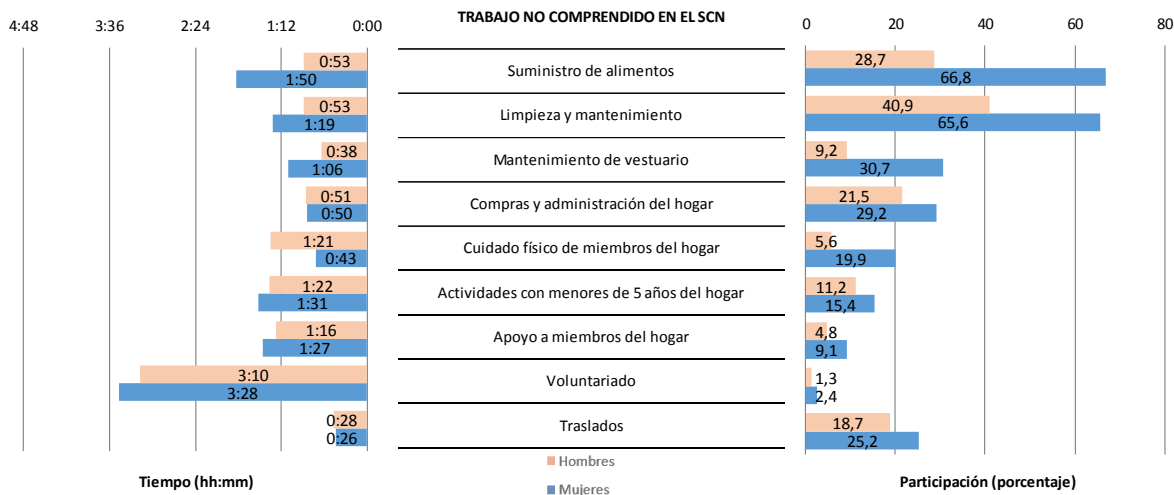 TRABAJO NO COMPRENDIDO EN EL SCN
4:48 3:36 2:24 1:12 0:00
0 20 40 60 80
0:53 Suministro de alimentos 28,7
1:50 66,8
0:53 Limpieza y mantenimiento 40,9
1:19 65,6
0:38 Mantenimiento de vestuario 9,2
1:06 30,7
0:51 Compras y administración del hogar 21,5
0:50 29,2
1:21 Cuidado físico de miembros del hogar 5,6
0:43 19,9
1:22 Actividades con menores de 5 años del hogar 11,2
1:31 15,4
1:16 Apoyo a miembros del hogar 4,8
1:27 9,1
3:10 Voluntariado 1,3
3:28 2,4
0:28 Traslados 18,7
0:26 25,2
Hombres
Tiempo (hh:mm) Mujeres Participación (porcentaje)